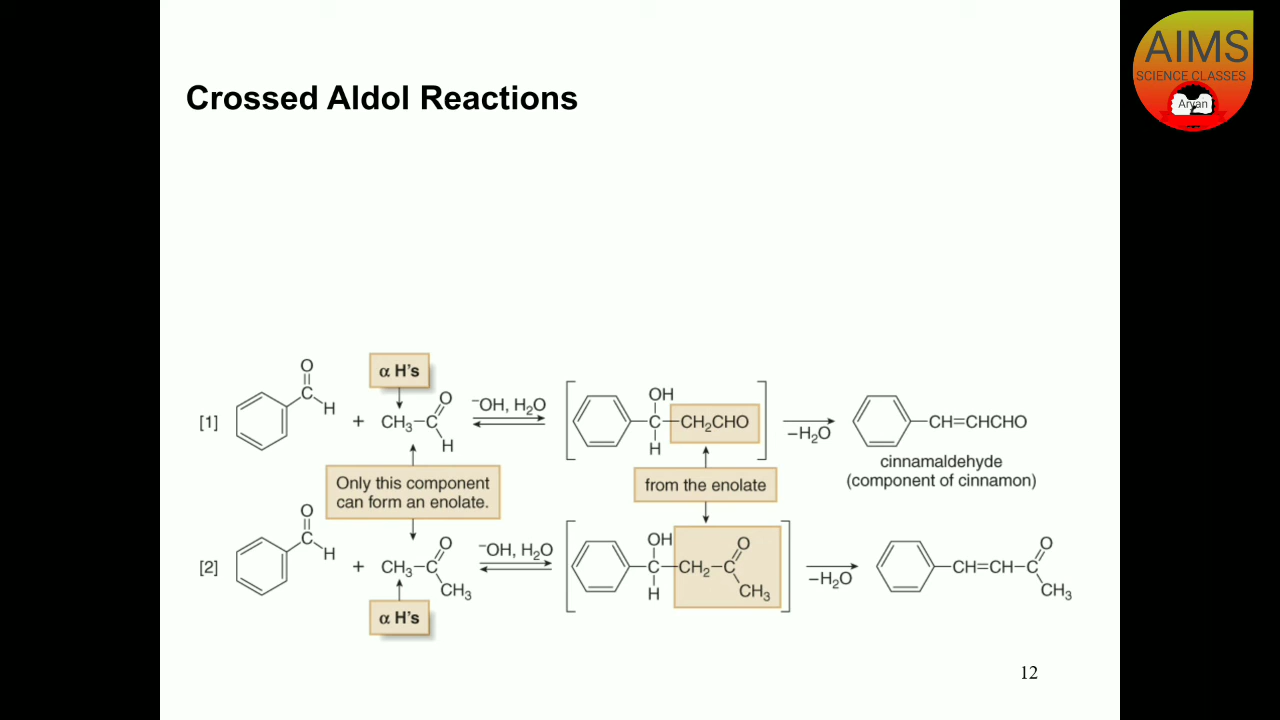 AIMS
SCIENCE CLASSES
Aryan
Crossed Aldol Reactions
α H's
[1]
O
C
H
+
CH₃–C
O
H
⁻OH, H₂O
OH
C
H
CH₂CHO
–H₂O
CH=CHCHO
cinnamaldehyde
(component of cinnamon)
Only this component
can form an enolate.
from the enolate
[2]
O
C
H
+
CH₃–C
O
CH₃
⁻OH, H₂O
OH
C
H
CH₂–C
O
CH₃
–H₂O
CH=CH–C
O
CH₃
α H's
12